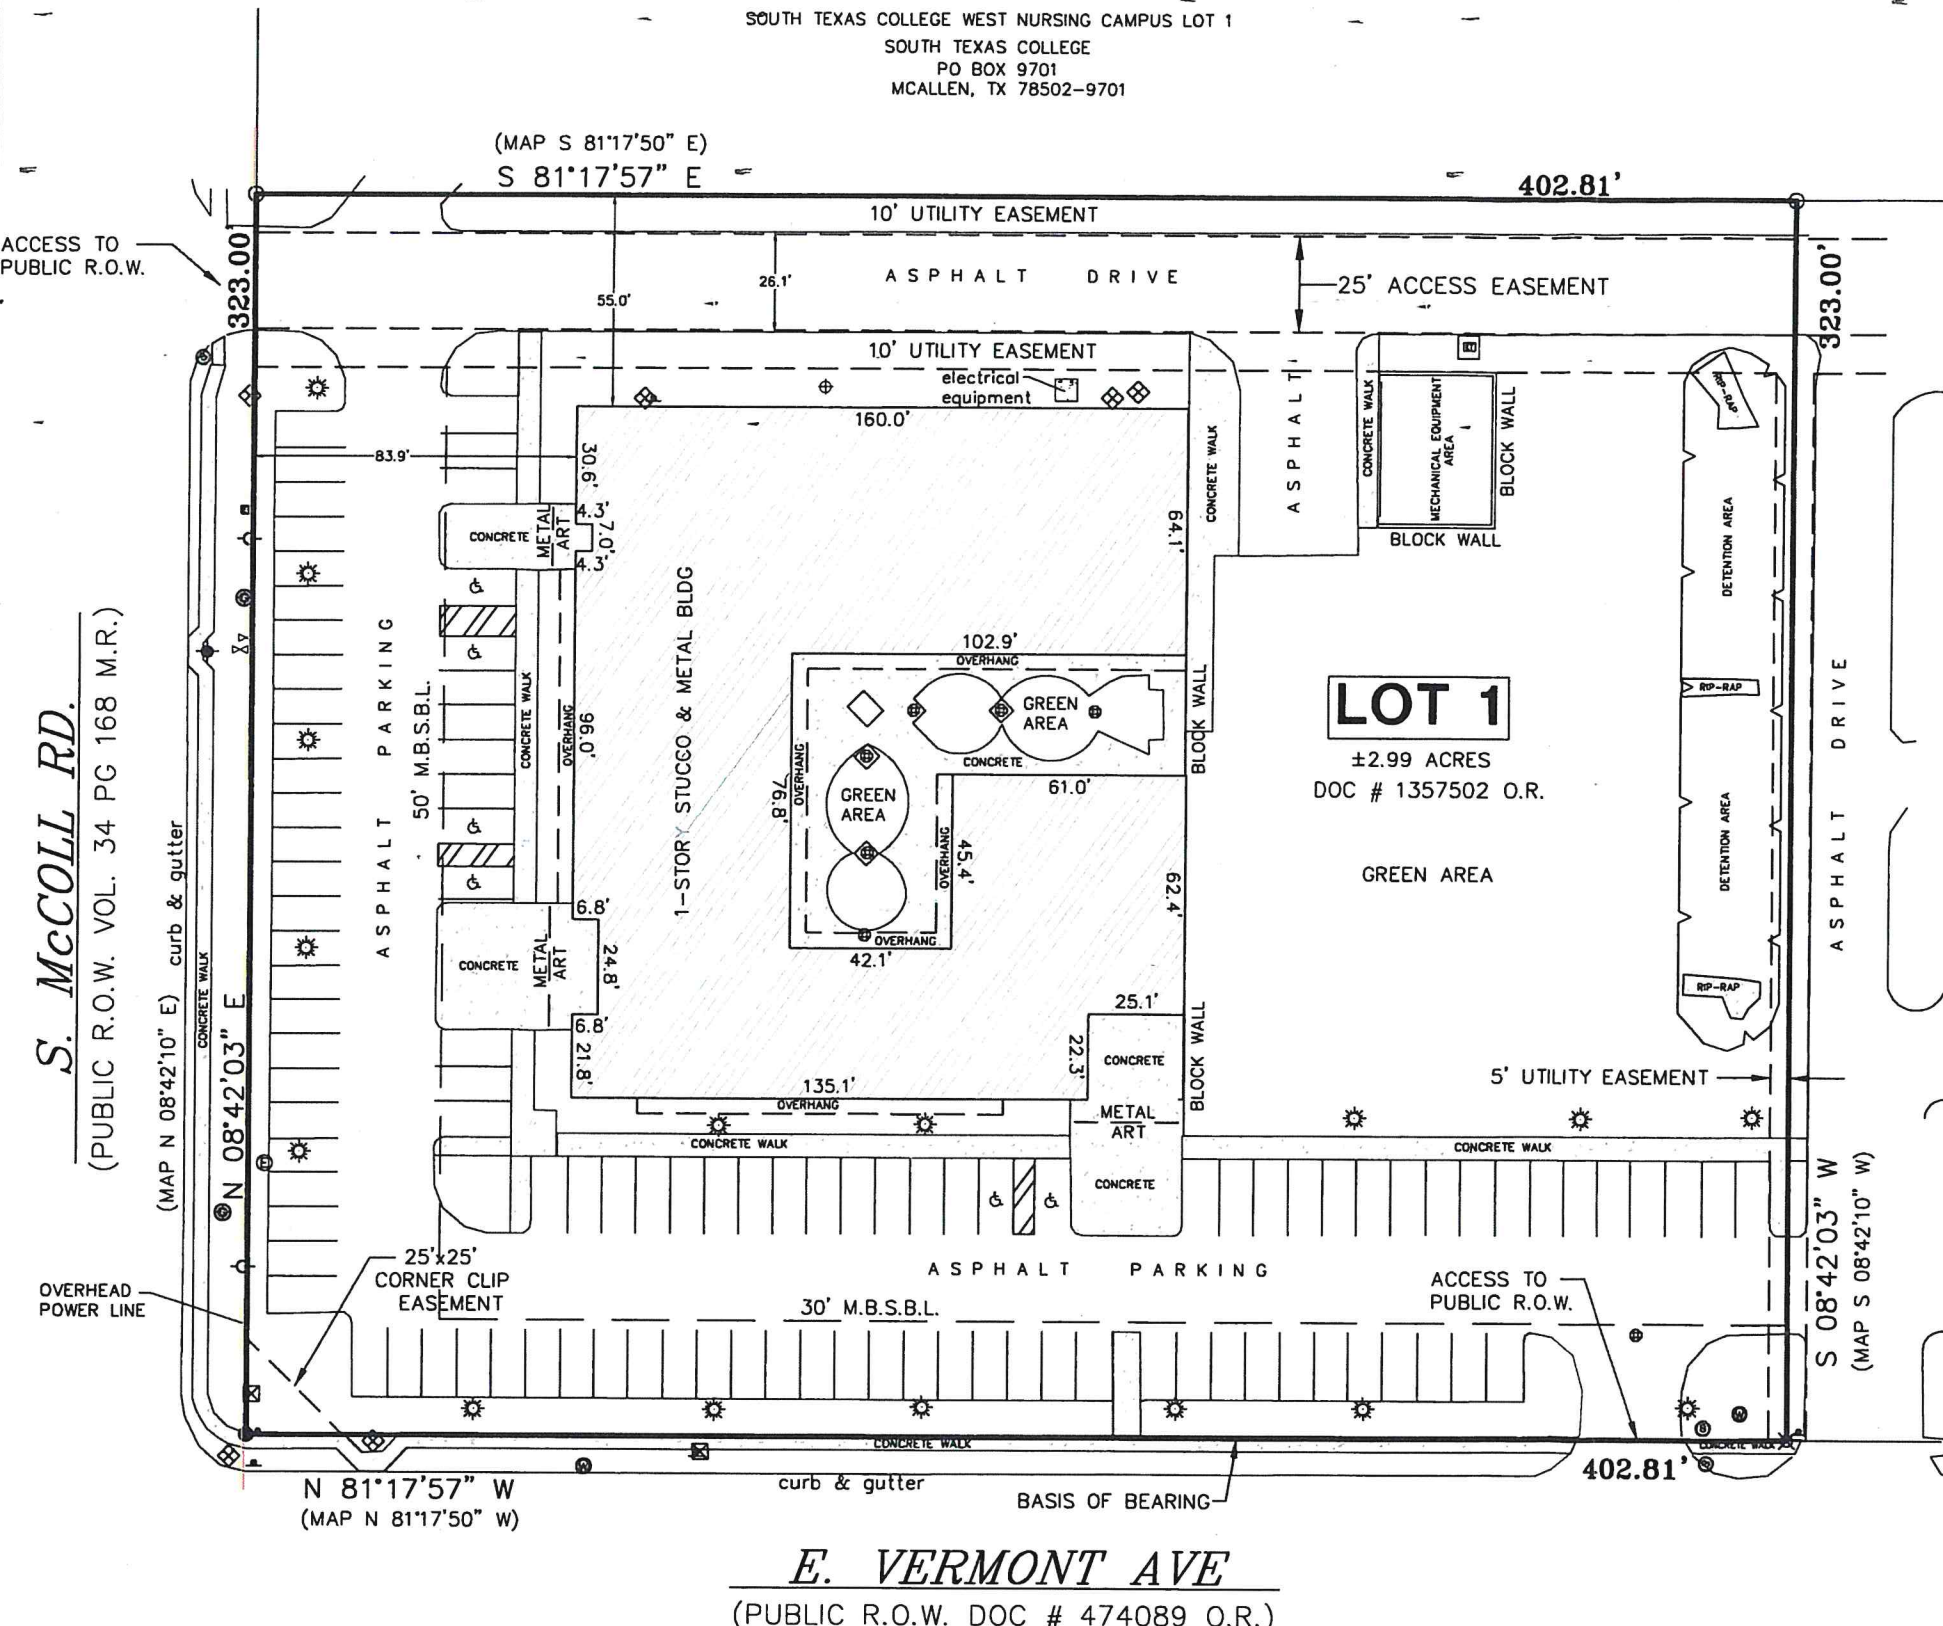 SOUTH TEXAS COLLEGE WEST NURSING CAMPUS LOT 1
SOUTH TEXAS COLLEGE
PO BOX 9701
MCALLEN, TX 78502-9701
(MAP S 81°17'50" E)
S 81°17'57" E
402.81'
10' UTILITY EASEMENT
ACCESS TO
PUBLIC R.O.W.
323.00'
55.0'
26.1'
ASPHALT DRIVE
25' ACCESS EASEMENT
323.00'
10' UTILITY EASEMENT
electrical
equipment
160.0'
83.9'
30.6'
4.3'
7.0'
4.3'
CONCRETE
METAL
ART
CONCRETE WALK
64.1'
ASPHALT
CONCRETE WALK
MECHANICAL EQUIPMENT
AREA
BLOCK WALL
BLOCK WALL
RIP-RAP
DETENTION AREA
1-STORY STUCCO & METAL BLDG
102.9'
OVERHANG
GREEN
AREA
CONCRETE
61.0'
BLOCK WALL
OVERHANG
76.8'
GREEN
AREA
OVERHANG
45.4'
OVERHANG
42.1'
62.4'
LOT 1
±2.99 ACRES
DOC # 1357502 O.R.
GREEN AREA
RIP-RAP
DETENTION AREA
RIP-RAP
ASPHALT DRIVE
S. McCOLL RD.
(PUBLIC R.O.W. VOL. 34 PG 168 M.R.)
curb & gutter
CONCRETE WALK
(MAP N 08°42'10" E)
N 08°42'03" E
ASPHALT PARKING
50' M.B.S.B.L.
CONCRETE WALK
OVERHANG
96.0'
6.8'
CONCRETE
METAL
ART
24.8'
6.8'
21.8'
25.1'
22.3'
CONCRETE
BLOCK WALL
5' UTILITY EASEMENT
135.1'
OVERHANG
METAL
ART
CONCRETE WALK
CONCRETE WALK
CONCRETE
S 08°42'03" W
(MAP S 08°42'10" W)
25'x25'
CORNER CLIP
EASEMENT
ASPHALT PARKING
OVERHEAD
POWER LINE
30' M.B.S.B.L.
ACCESS TO
PUBLIC R.O.W.
CONCRETE WALK
CONCRETE WALK
402.81'
N 81°17'57" W
(MAP N 81°17'50" W)
curb & gutter
BASIS OF BEARING
E. VERMONT AVE
(PUBLIC R.O.W. DOC # 474089 O.R.)